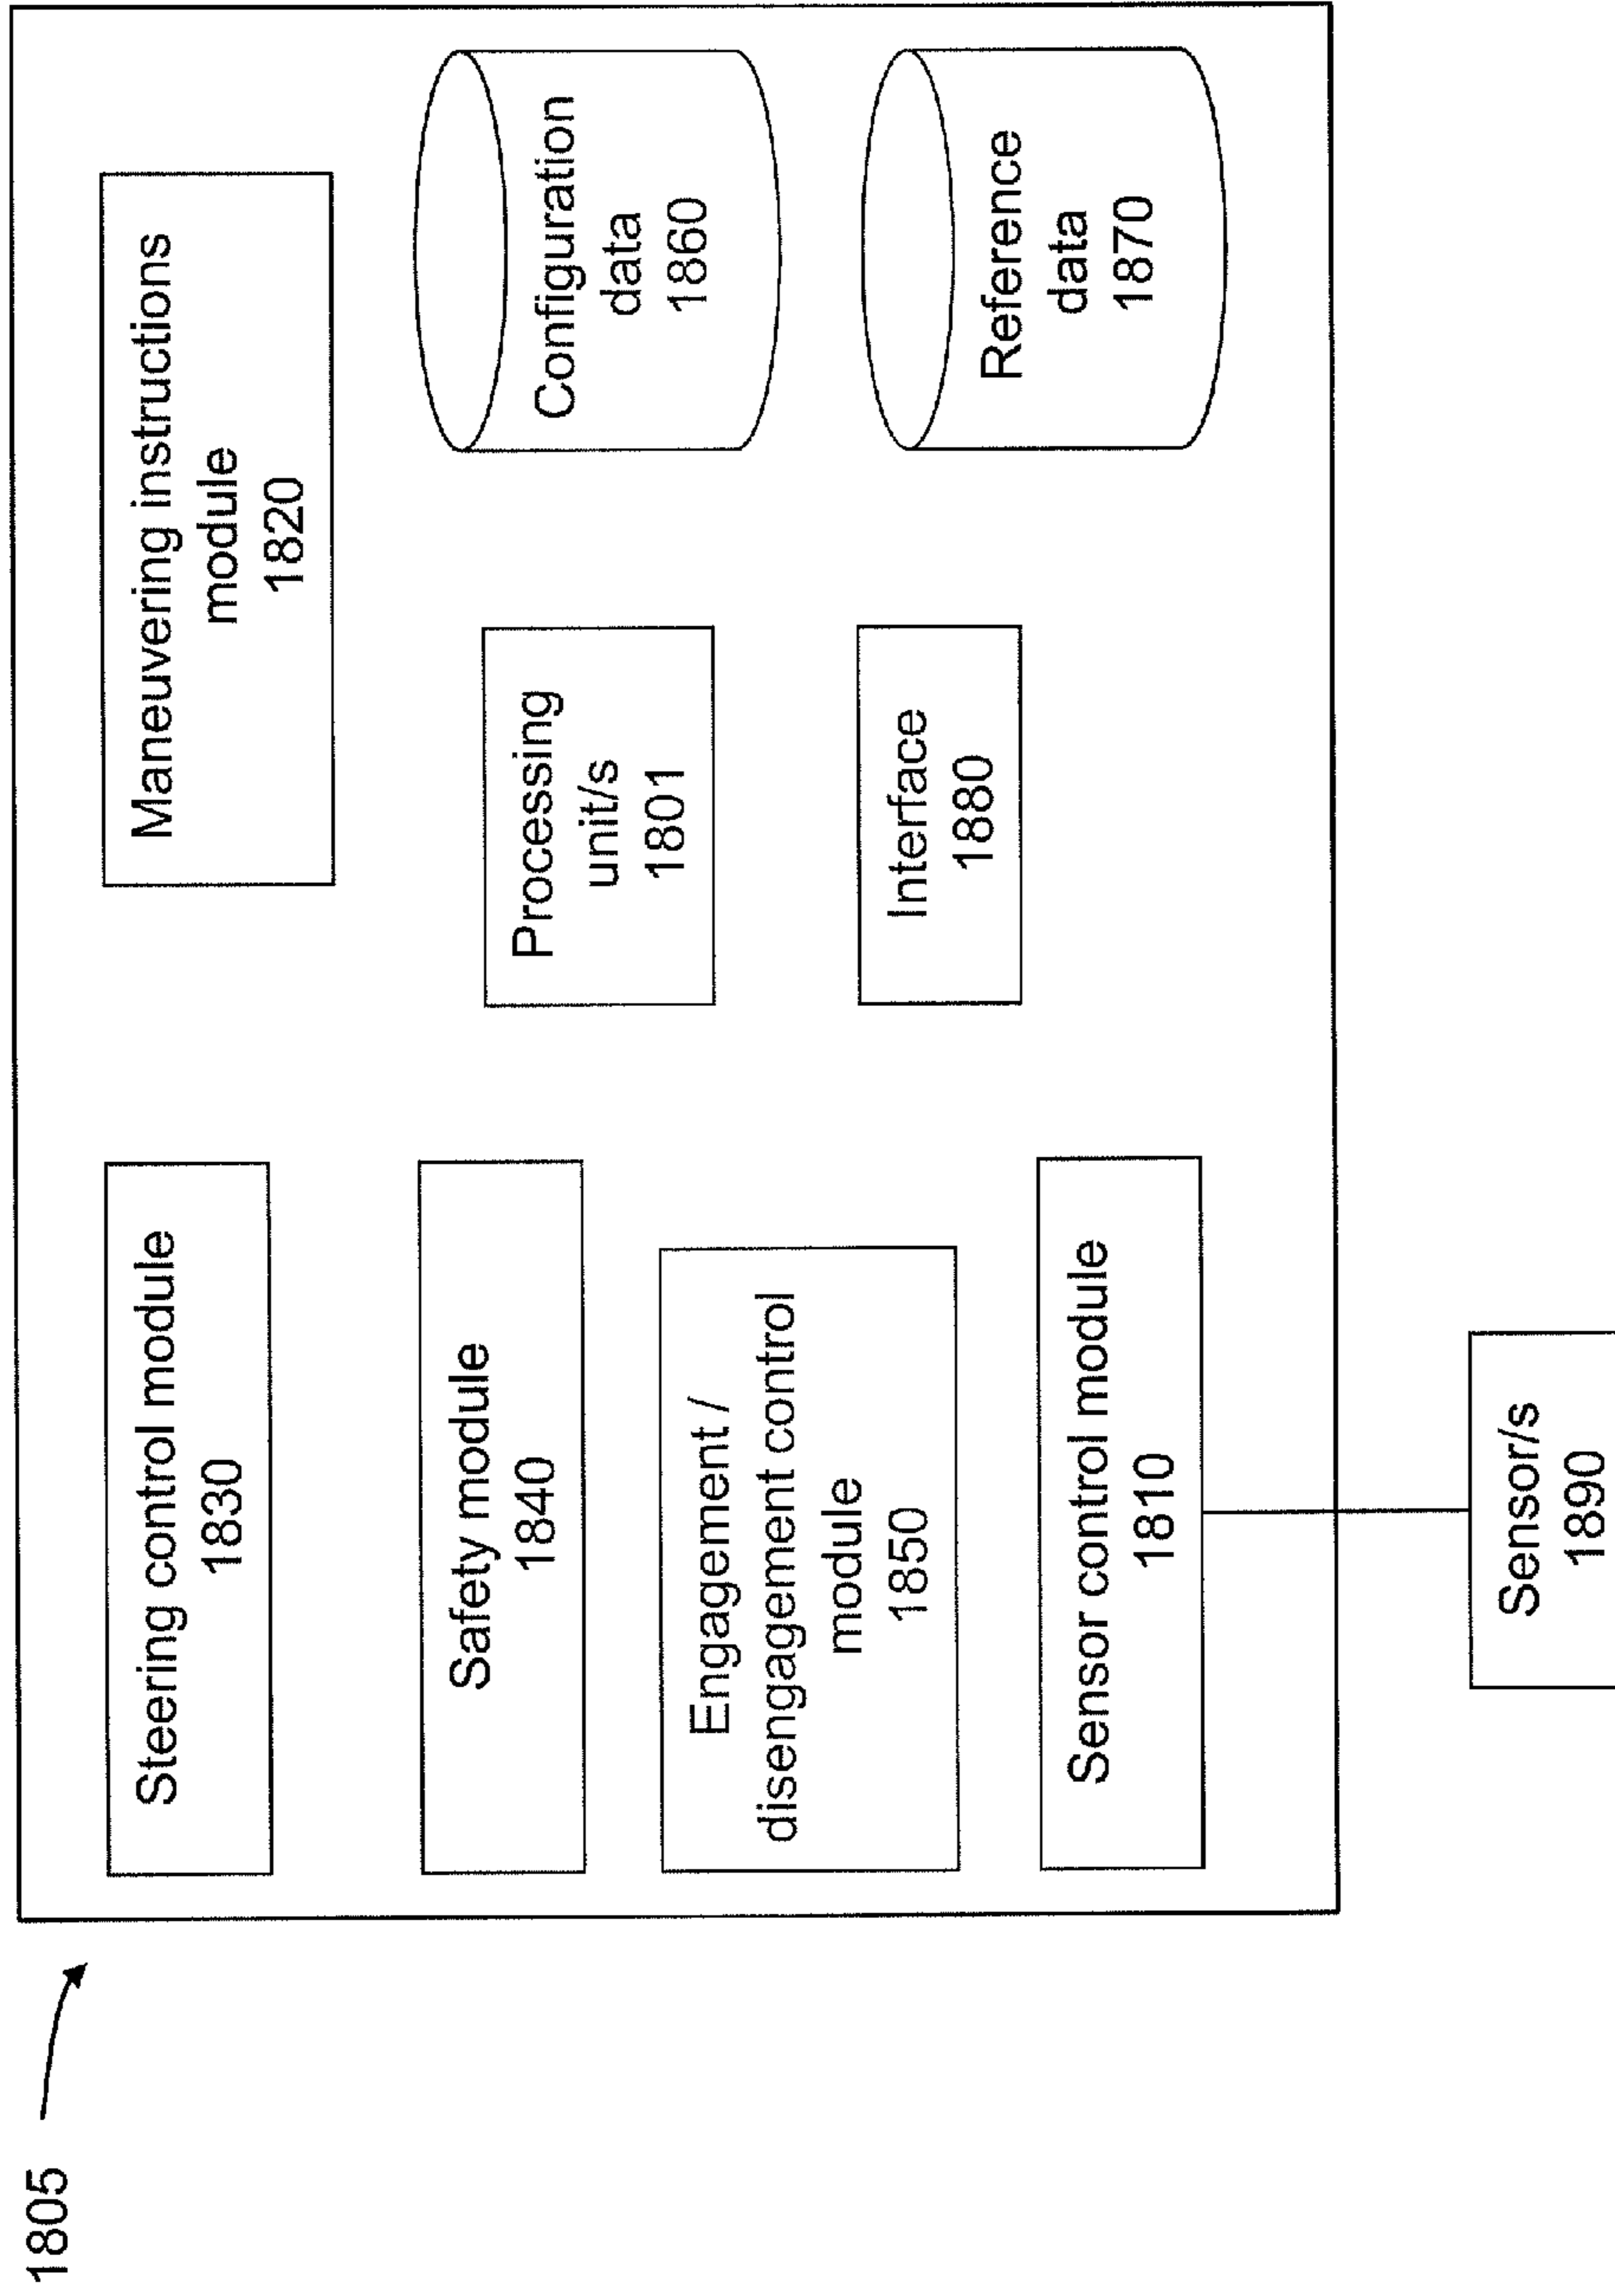 1805
Steering control module
1830
Maneuvering instructions
module
1820
Safety module
1840
Processing
unit/s
1801
Configuration
data
1860
Engagement /
disengagement control
module
1850
Interface
1880
Reference
data
1870
Sensor control module
1810
Sensor/s
1890